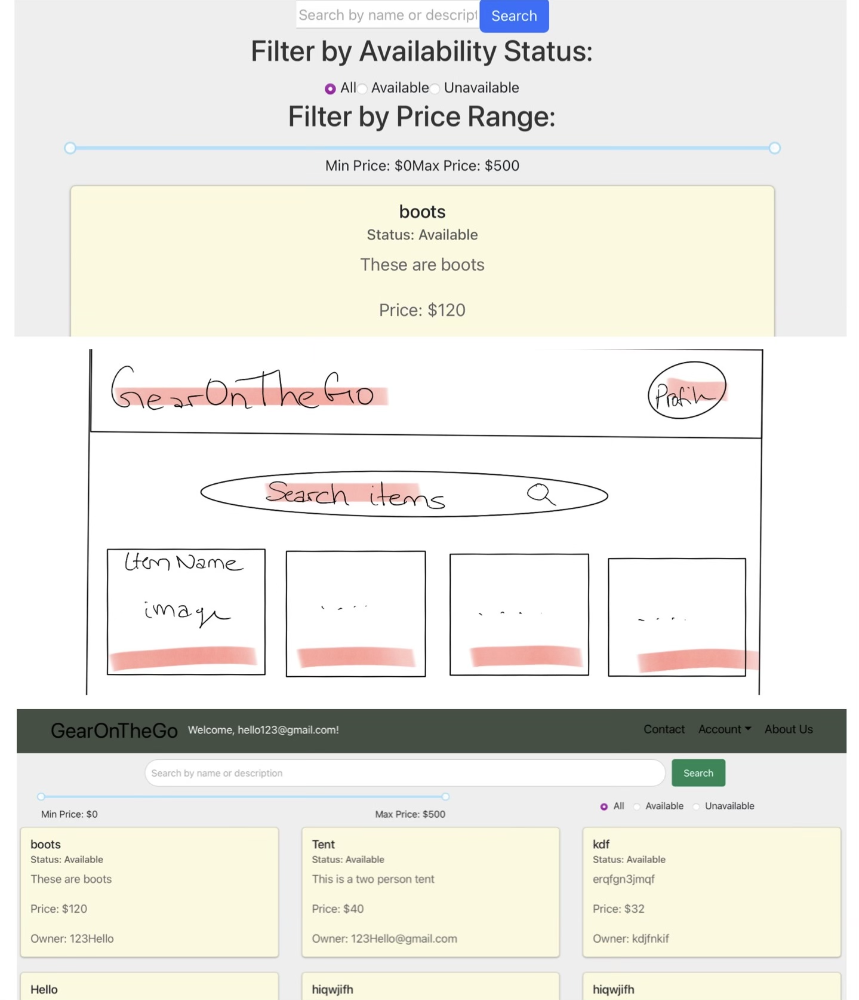 Search by name or descript Search
Filter by Availability Status:
All Available Unavailable
Filter by Price Range:
Min Price: $0Max Price: $500
boots
Status: Available
These are boots
Price: $120
GearOnTheGo Profile
Search items
Item Name
image
GearOnTheGo Welcome, hello123@gmail.com! Contact Account About Us
Search by name or description Search
Min Price: $0 Max Price: $500 All Available Unavailable
boots Tent kdf
Status: Available Status: Available Status: Available
These are boots This is a two person tent erqfgn3jmqf
Price: $120 Price: $40 Price: $32
Owner: 123Hello Owner: 123Hello@gmail.com Owner: kdjfnkif
Hello hiqwjifh hiqwjifh